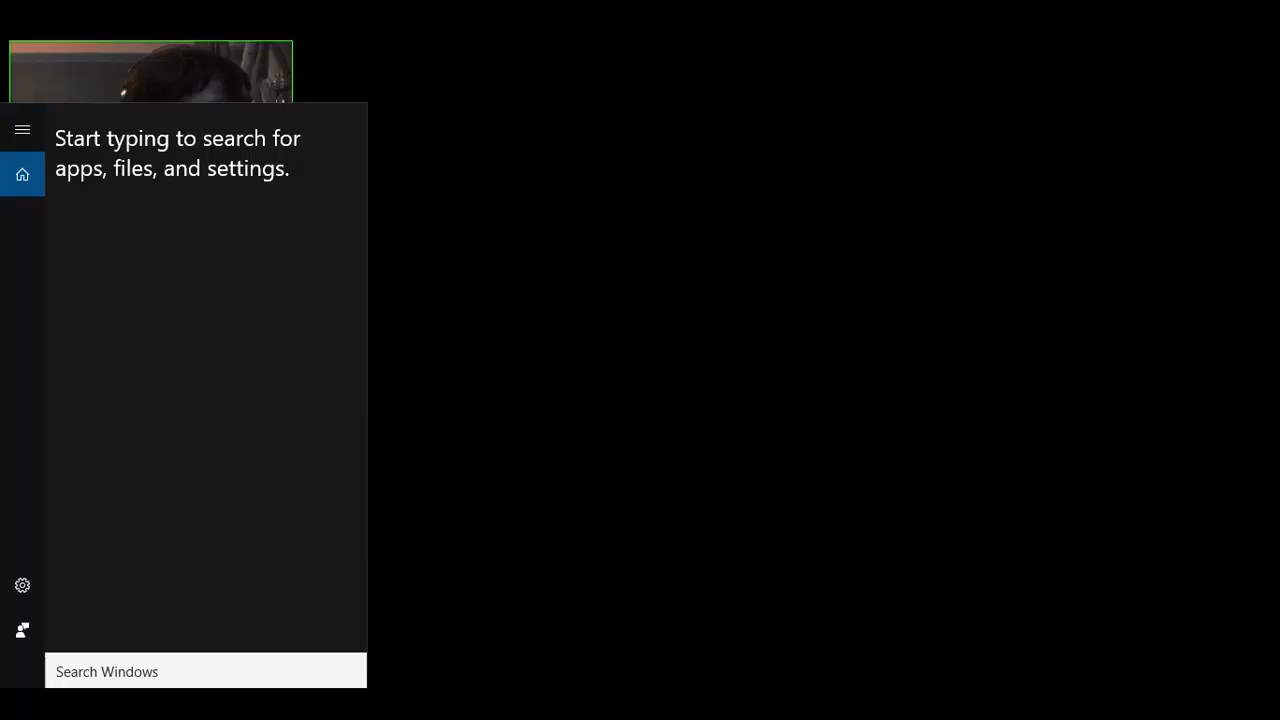 Start typing to search for
apps, files, and settings.
Search Windows